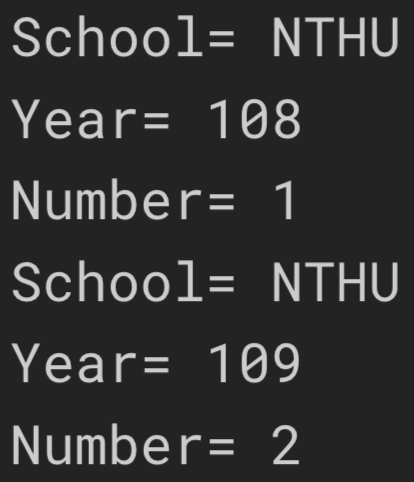 School= NTHU
Year= 108
Number= 1
School= NTHU
Year= 109
Number= 2